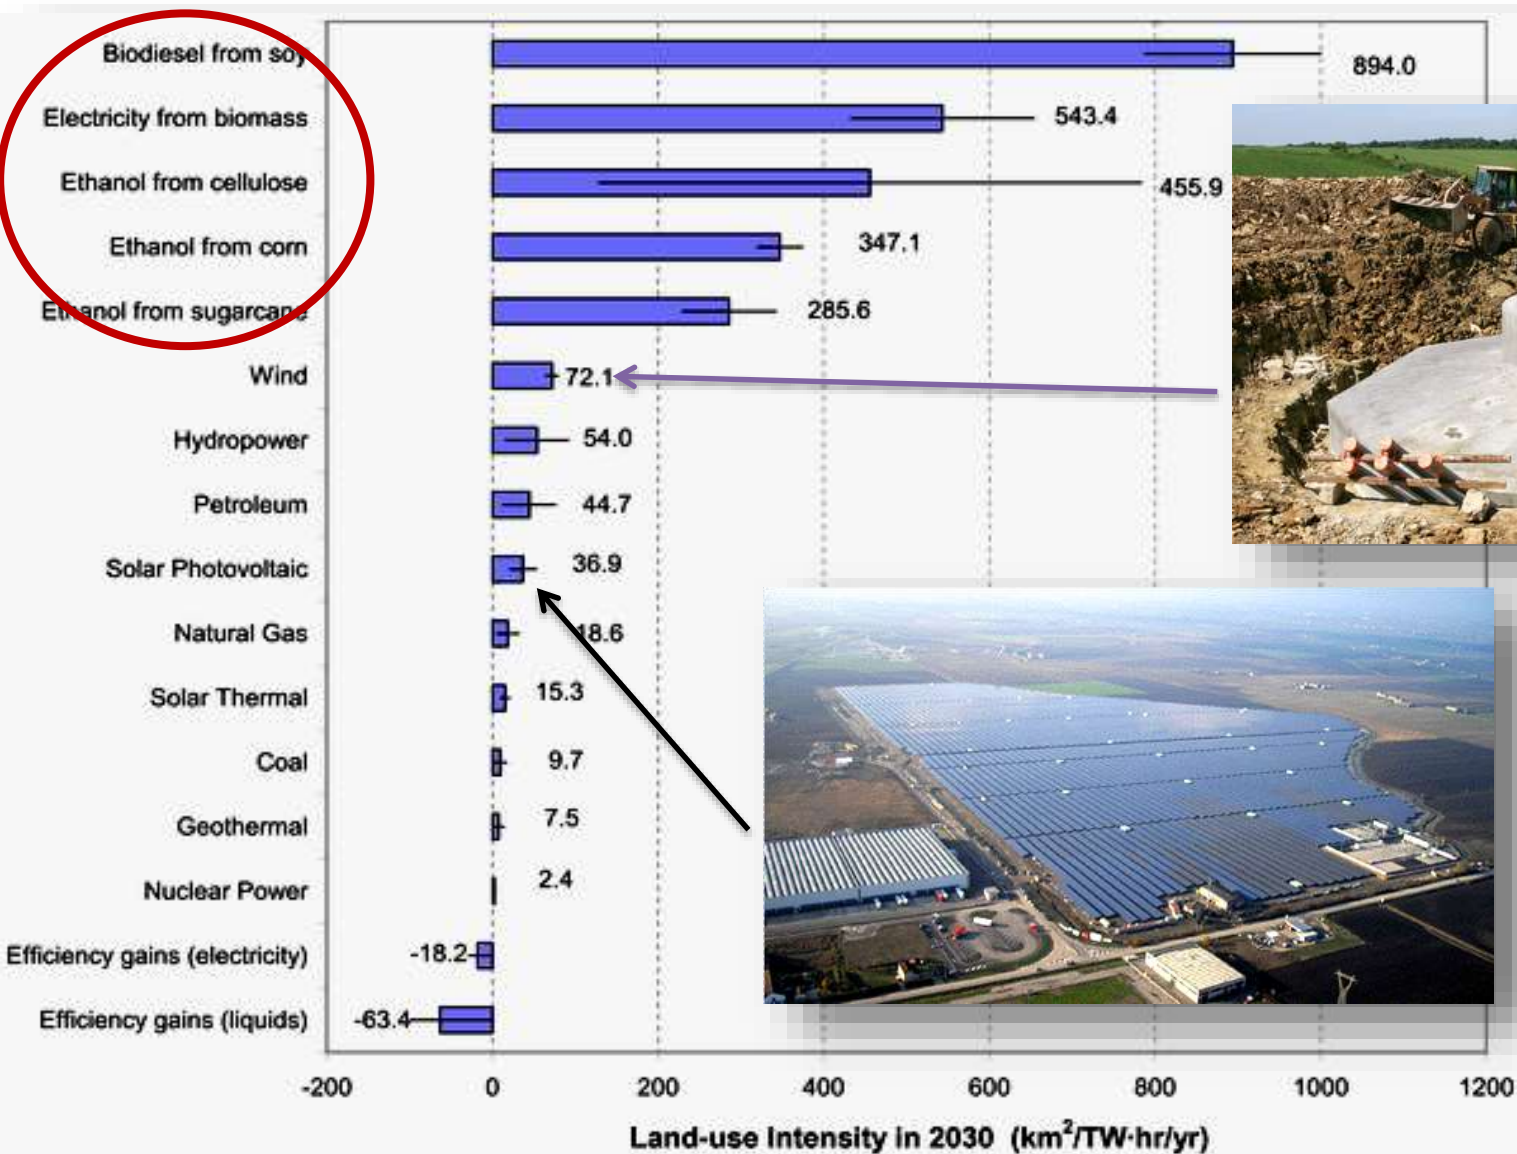 Biodiesel from soy 894.0
Electricity from biomass 543.4
Ethanol from cellulose 455.9
Ethanol from corn 347.1
Ethanol from sugarcane 285.6
Wind 72.1
Hydropower 54.0
Petroleum 44.7
Solar Photovoltaic 36.9
Natural Gas 18.6
Solar Thermal 15.3
Coal 9.7
Geothermal 7.5
Nuclear Power 2.4
Efficiency gains (electricity) -18.2
Efficiency gains (liquids) -63.4
-200 0 200 400 600 800 1000 1200
Land-use Intensity in 2030 (km²/TW·hr/yr)